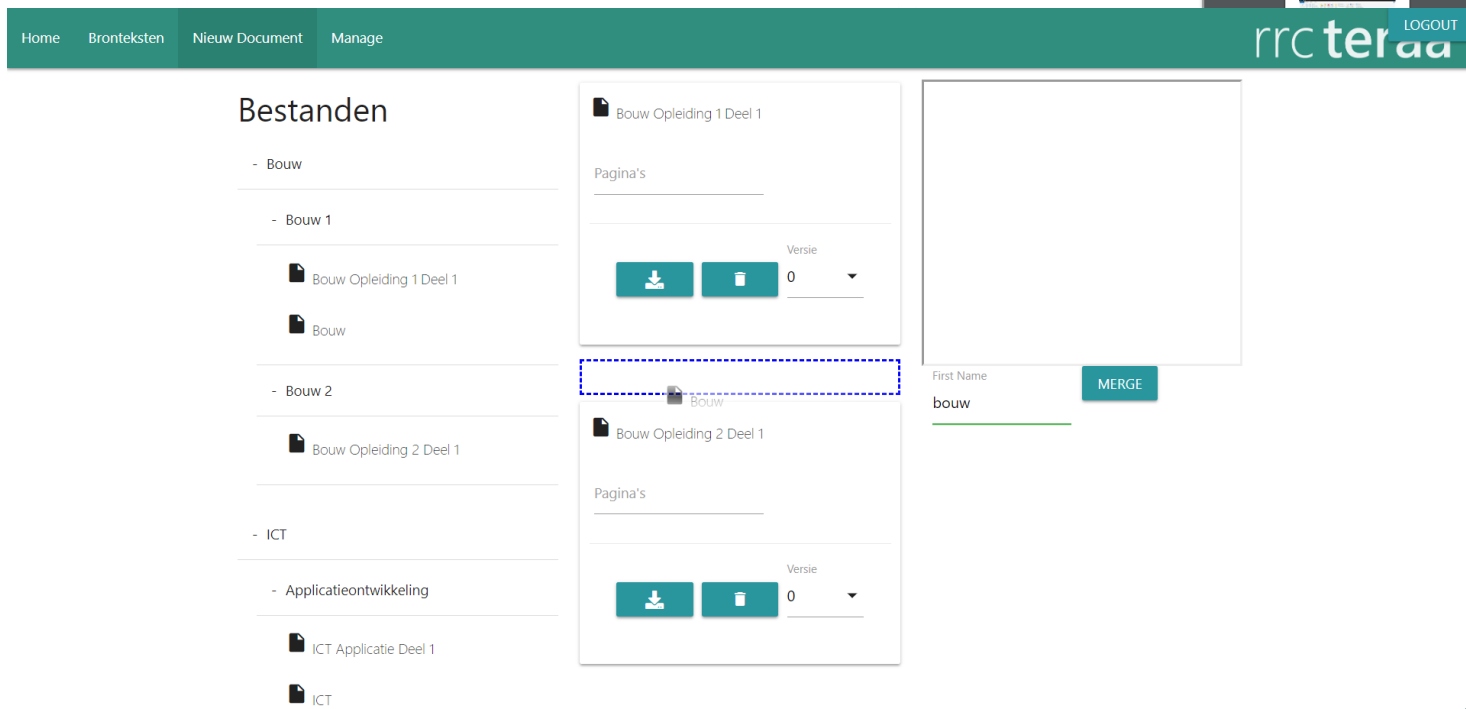 Home Bronteksten Nieuw Document Manage
rrc teraa
LOGOUT
Bestanden
- Bouw
- Bouw 1
Bouw Opleiding 1 Deel 1
Bouw
- Bouw 2
Bouw Opleiding 2 Deel 1
- ICT
- Applicatieontwikkeling
ICT Applicatie Deel 1
ICT
Bouw Opleiding 1 Deel 1
Pagina's
Versie
0
Bouw
Bouw Opleiding 2 Deel 1
Pagina's
Versie
0
First Name
bouw
MERGE